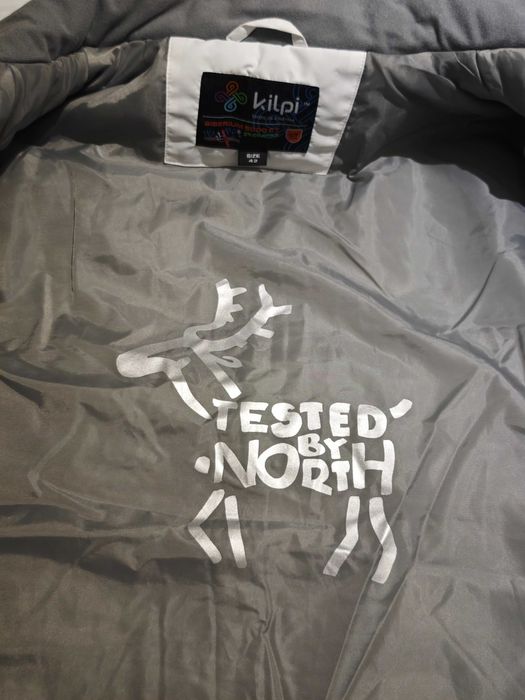 kilpi
SIZE
42
TESTED
BY
NORTH